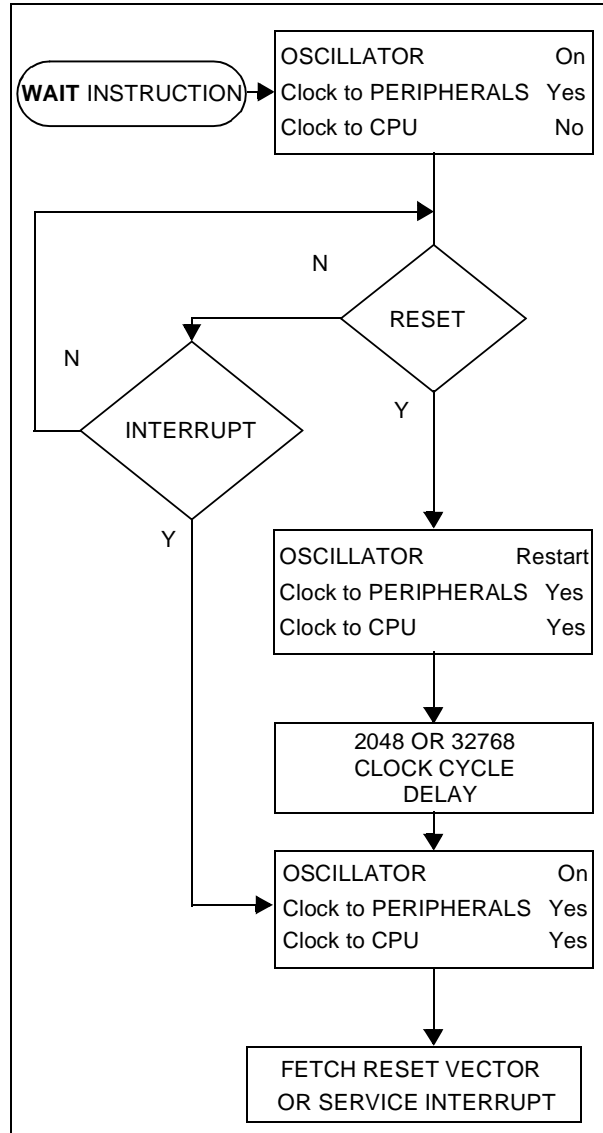 WAIT INSTRUCTION
OSCILLATOR On
Clock to PERIPHERALS Yes
Clock to CPU No
N
RESET
N
Y
INTERRUPT
Y
OSCILLATOR Restart
Clock to PERIPHERALS Yes
Clock to CPU Yes
2048 OR 32768
CLOCK CYCLE
DELAY
OSCILLATOR On
Clock to PERIPHERALS Yes
Clock to CPU Yes
FETCH RESET VECTOR
OR SERVICE INTERRUPT